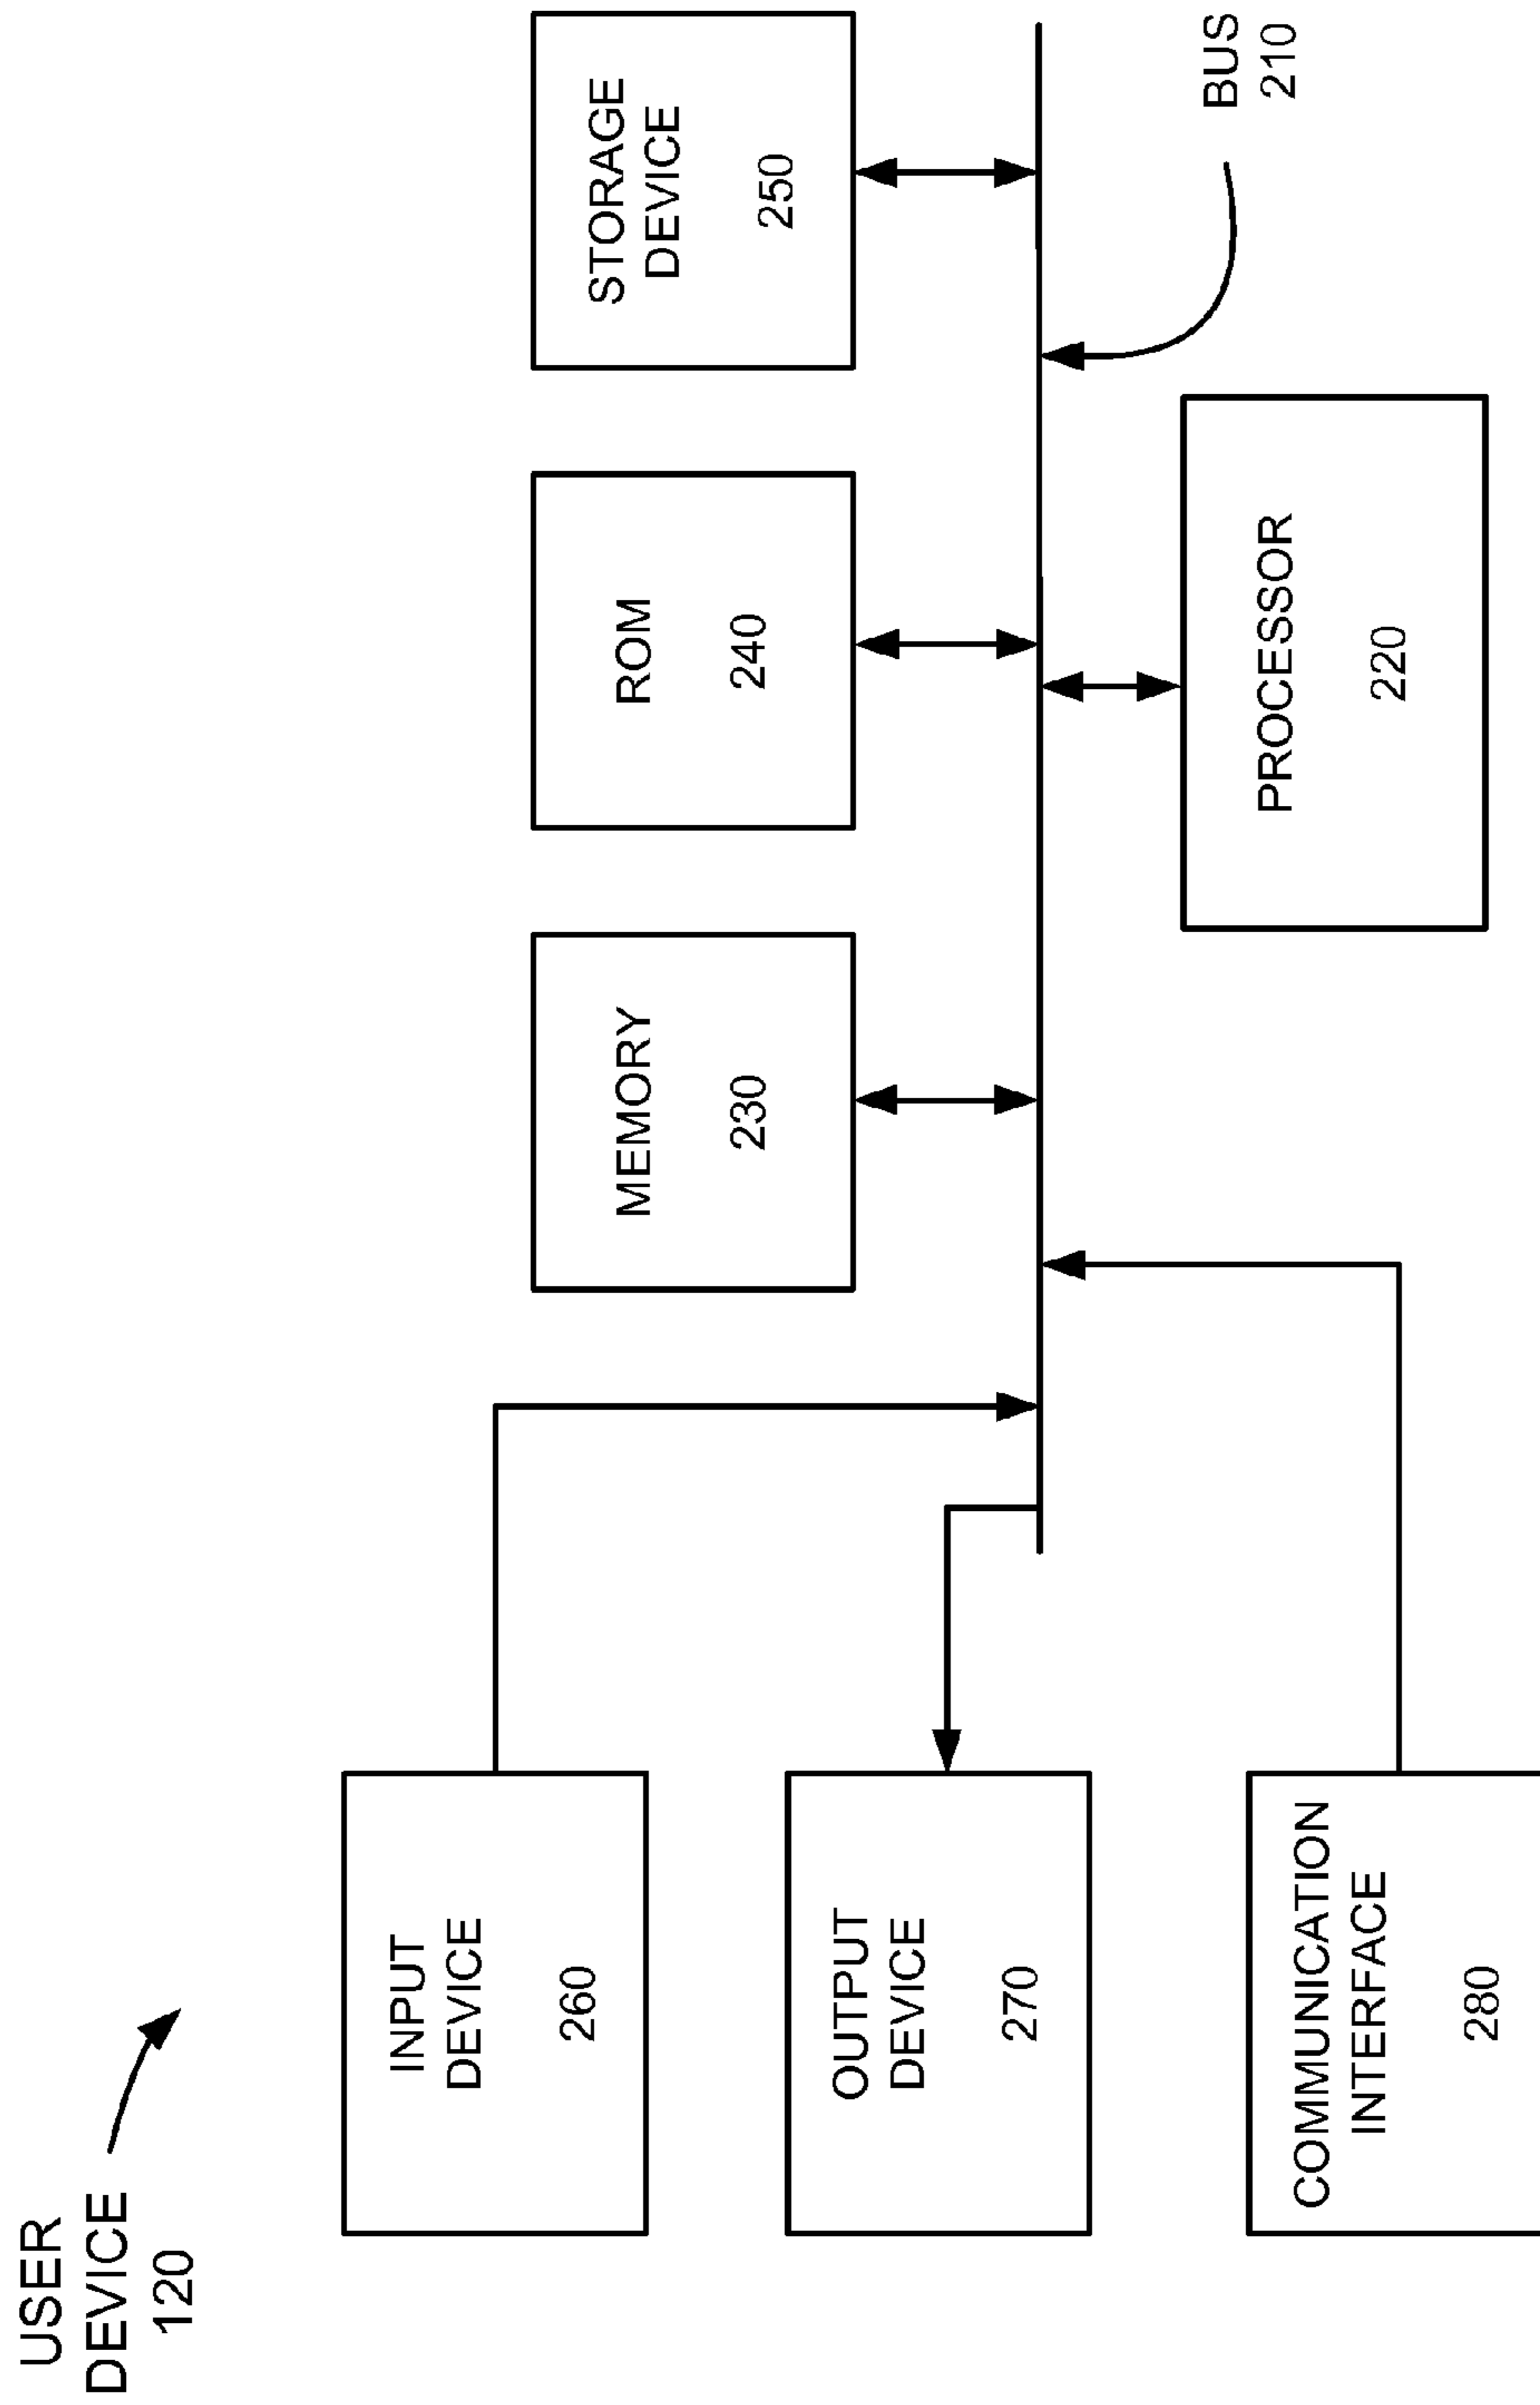 USER
DEVICE
120
INPUT
DEVICE
260
OUTPUT
DEVICE
270
COMMUNICATION
INTERFACE
280
MEMORY
230
ROM
240
STORAGE
DEVICE
250
PROCESSOR
220
BUS
210